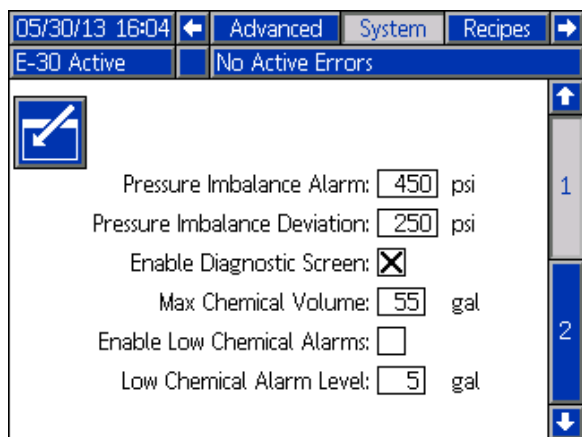 05/30/13 16:04 Advanced System Recipes
E-30 Active No Active Errors
Pressure Imbalance Alarm: 450 psi
1
Pressure Imbalance Deviation: 250 psi
Enable Diagnostic Screen:
Max Chemical Volume: 55 gal
2
Enable Low Chemical Alarms:
Low Chemical Alarm Level: 5 gal